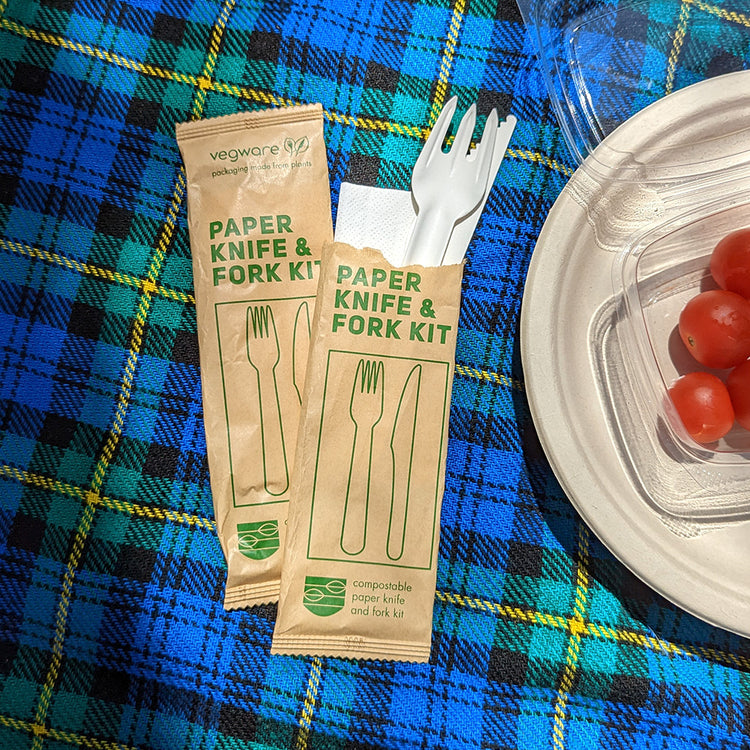 vegware
packaging made from plants
PAPER
KNIFE &
FORK KIT
PAPER
KNIFE &
FORK KIT
compostable
paper knife
and fork kit